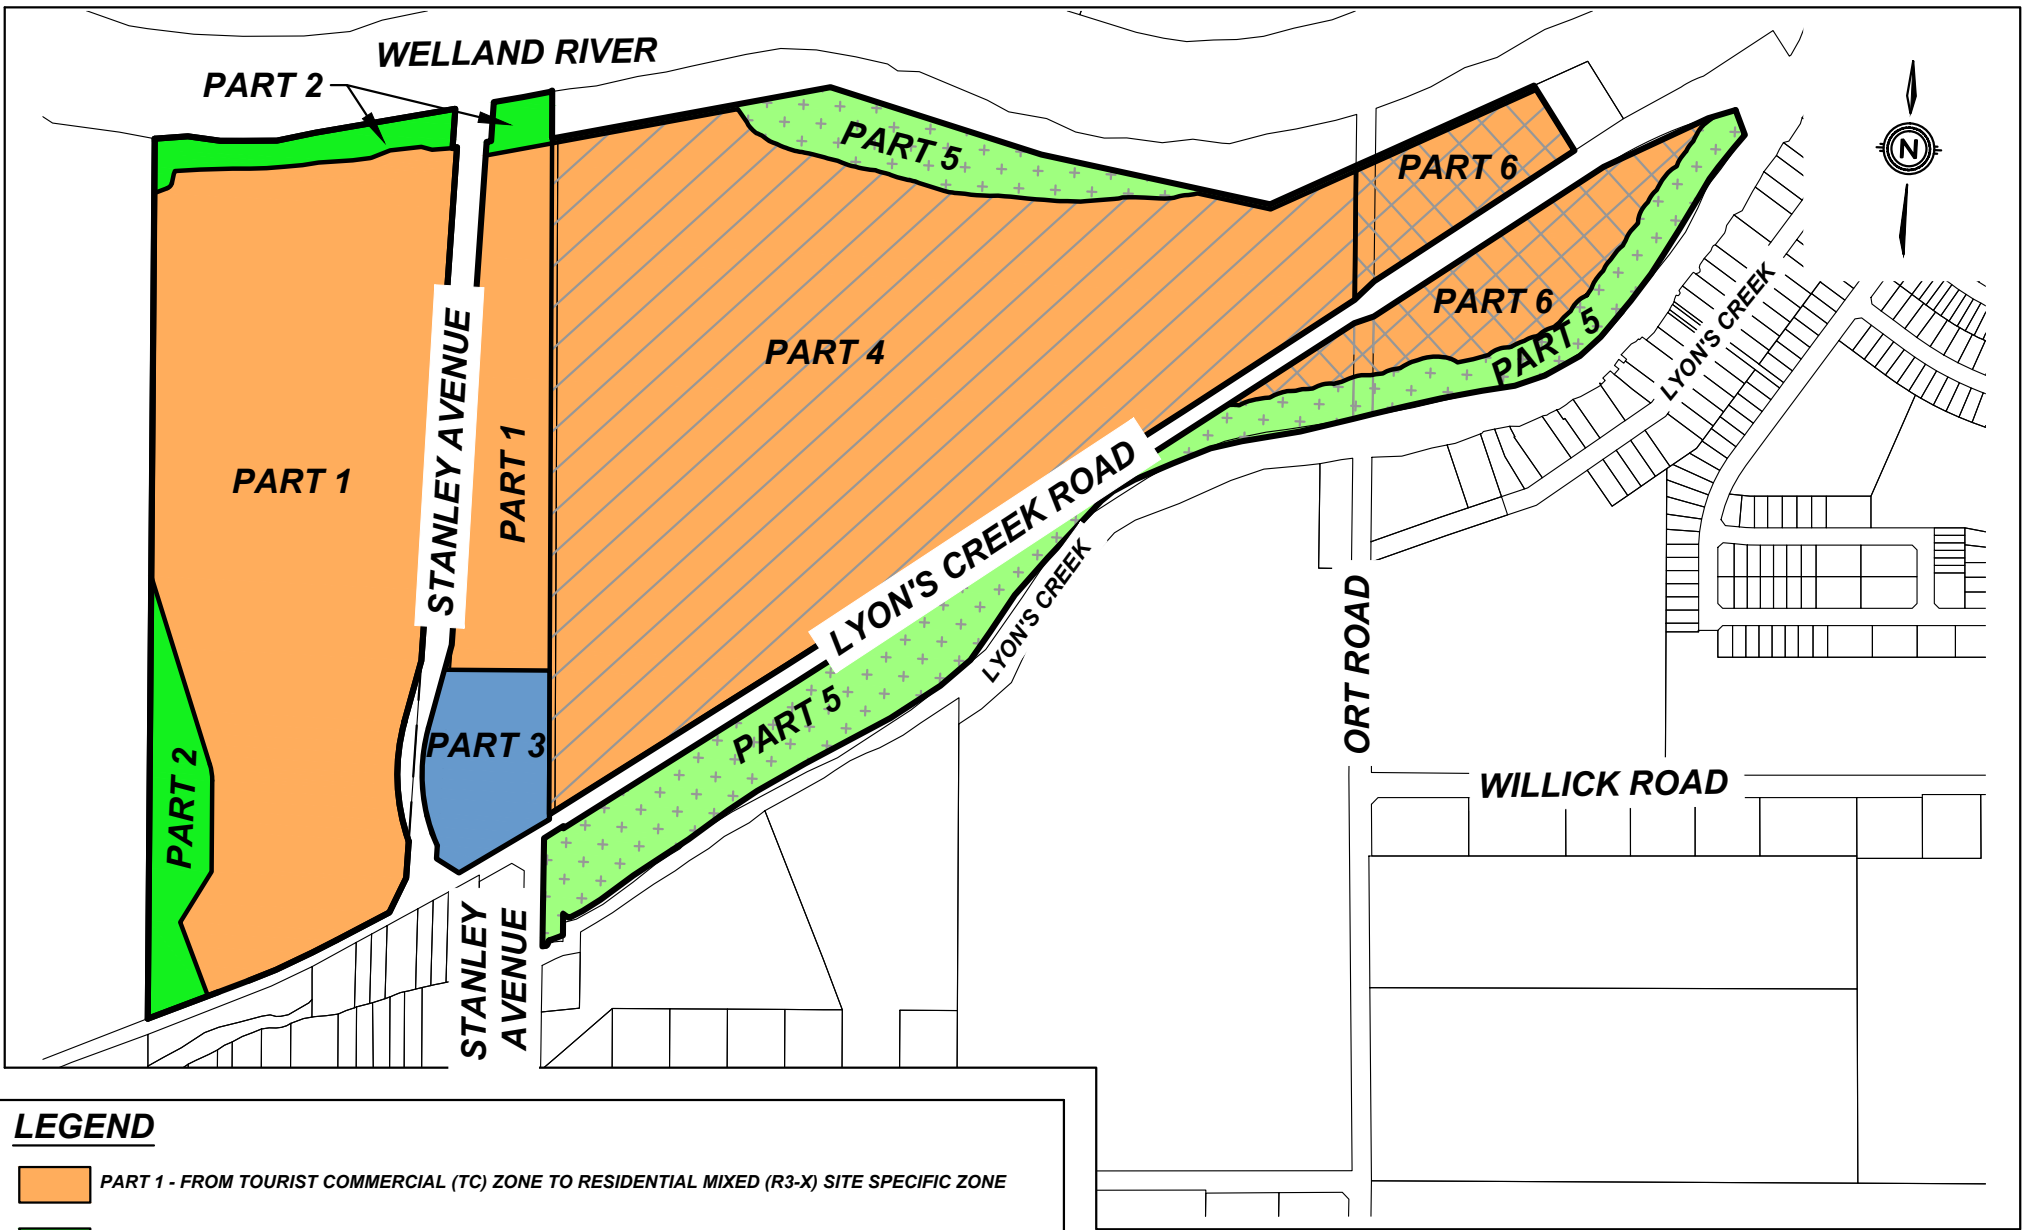 WELLAND RIVER
PART 2
PART 5
PART 6
N
PART 6
LYON'S CREEK
PART 5
STANLEY AVENUE
PART 4
PART 1
PART 1
LYON'S CREEK ROAD
LYON'S CREEK
ORT ROAD
PART 5
PART 3
PART 2
WILLICK ROAD
STANLEY
AVENUE
LEGEND
PART 1 - FROM TOURIST COMMERCIAL (TC) ZONE TO RESIDENTIAL MIXED (R3-X) SITE SPECIFIC ZONE